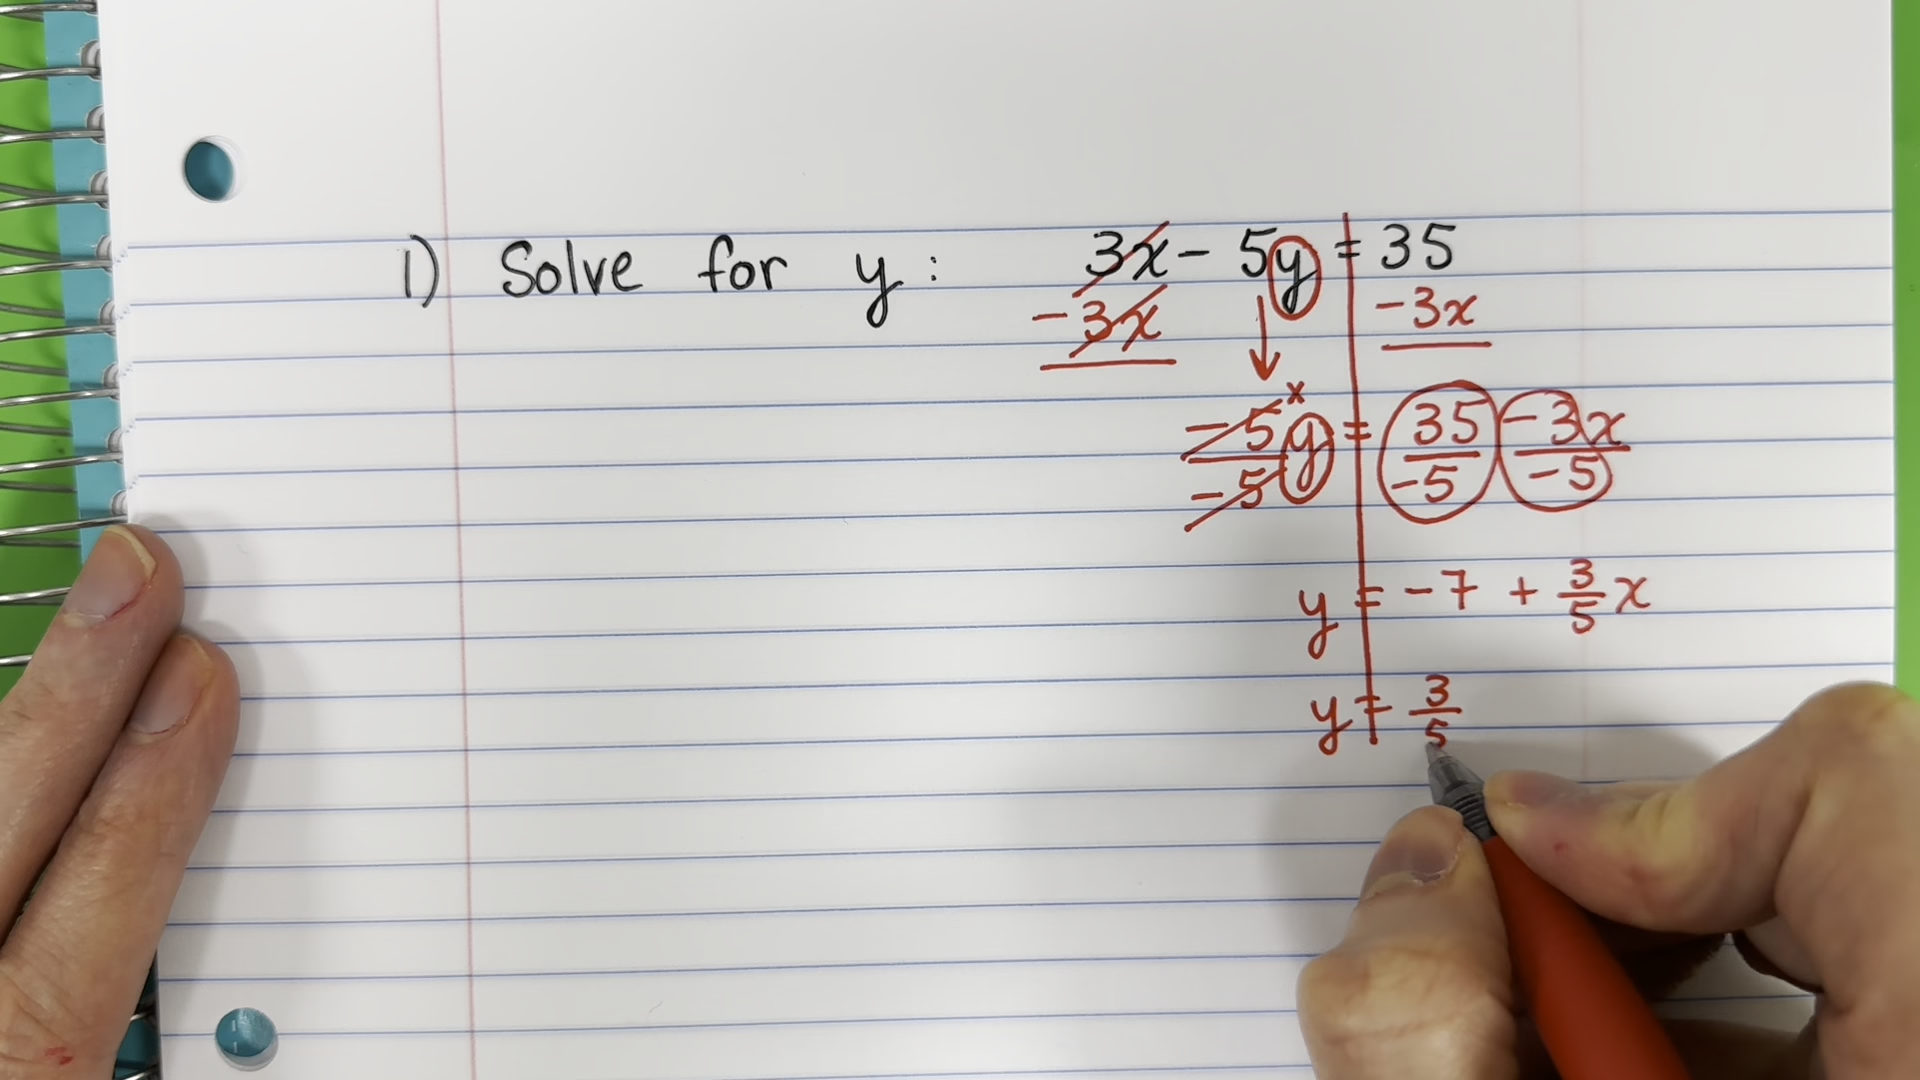 1) Solve for y: 3x - 5y = 35
-3x -3x
x
-5y/-5 = 35/-5 -3x/-5
y = -7 + 3/5 x
y = 3/5